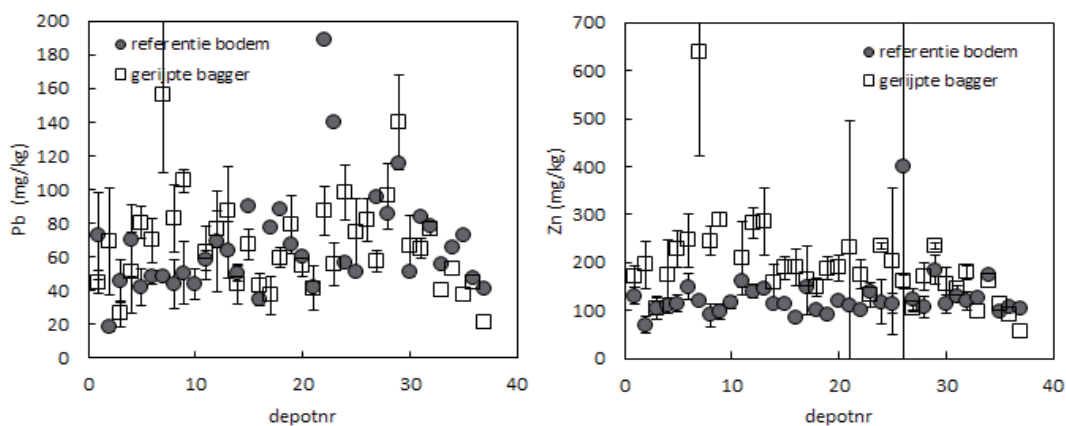 200
180
160
140
120
100
80
60
40
20
0
Pb (mg/kg)
referentie bodem
gerijpte bagger
0 10 20 30 40
depotnr
700
600
500
400
300
200
100
0
Zn (mg/kg)
referentie bodem
gerijpte bagger
0 10 20 30 40
depotnr